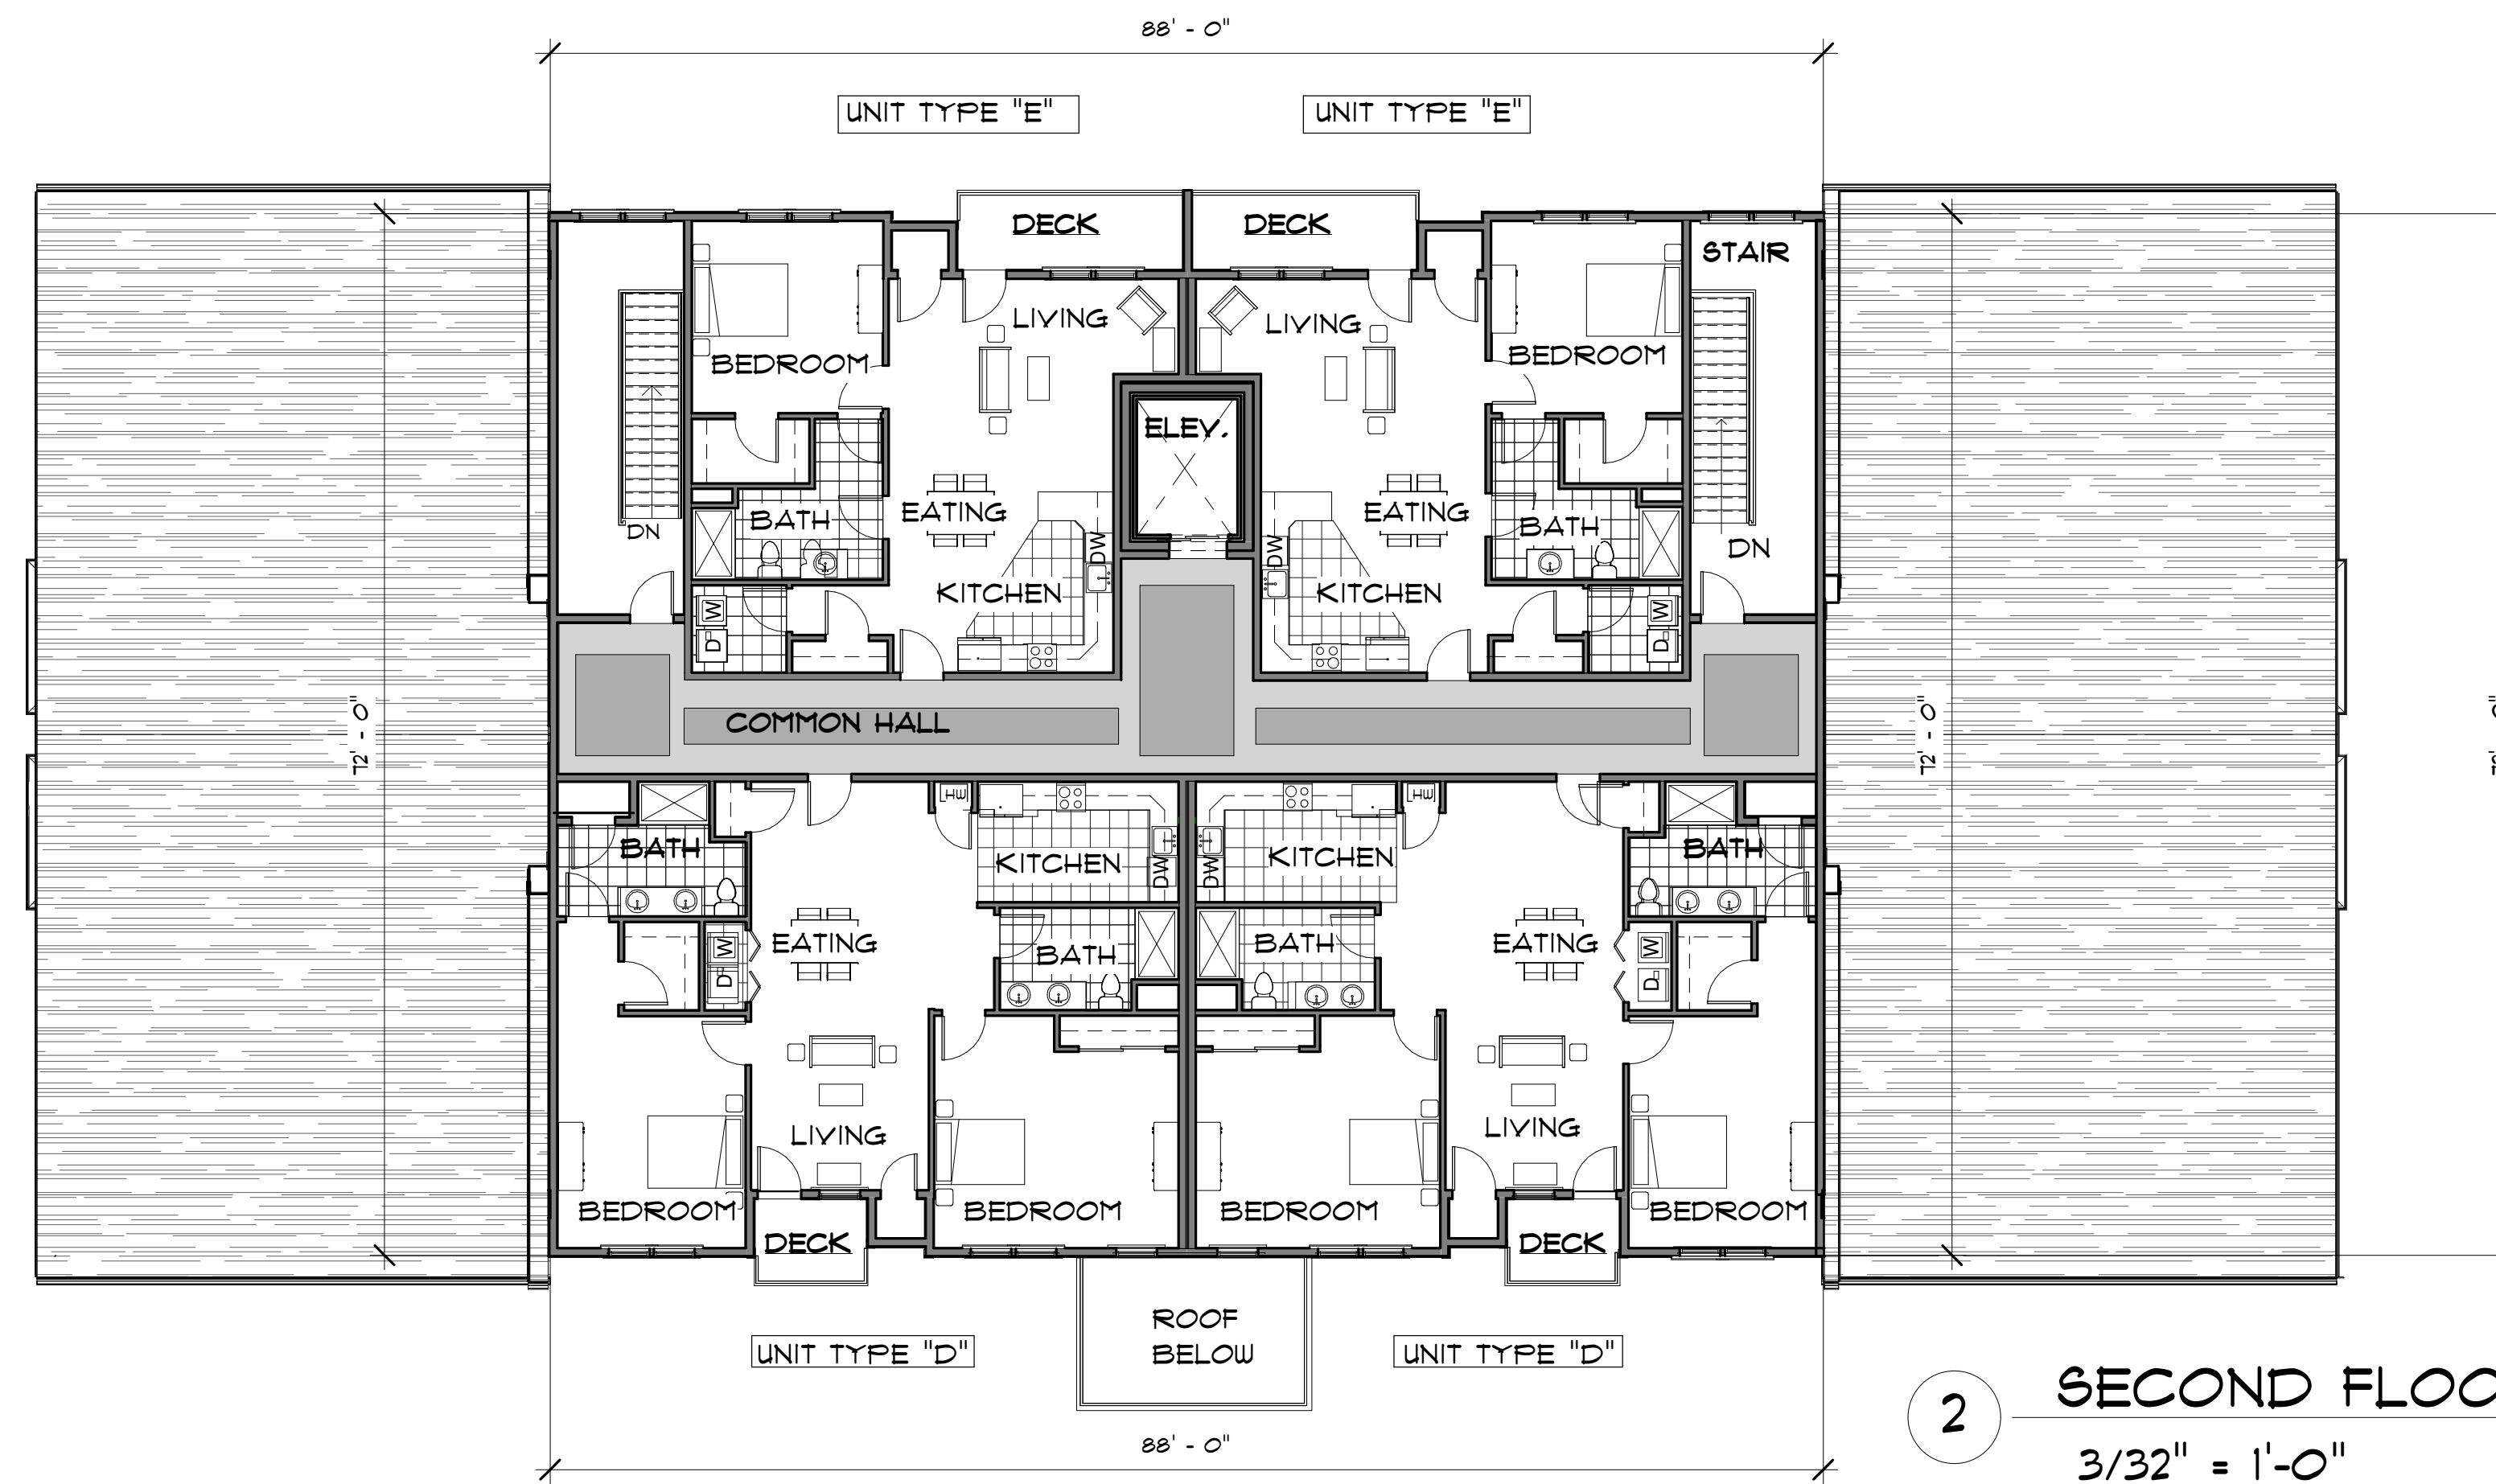 88' - 0"
UNIT TYPE "E"
UNIT TYPE "E"
DECK
DECK
STAIR
LIVING
LIVING
BEDROOM
BEDROOM
ELEV.
EATING
EATING
BATH
BATH
DN
DN
DW
DW
KITCHEN
KITCHEN
W
W
D
D
72' - 0"
COMMON HALL
72' - 0"
HW
HW
BATH
KITCHEN
KITCHEN
BATH
DW
DW
EATING
BATH
BATH
EATING
W
W
D
D
LIVING
LIVING
BEDROOM
BEDROOM
BEDROOM
BEDROOM
DECK
DECK
ROOF
BELOW
UNIT TYPE "D"
UNIT TYPE "D"
2
SECOND FLOO
88' - 0"
3/32" = 1'-0"